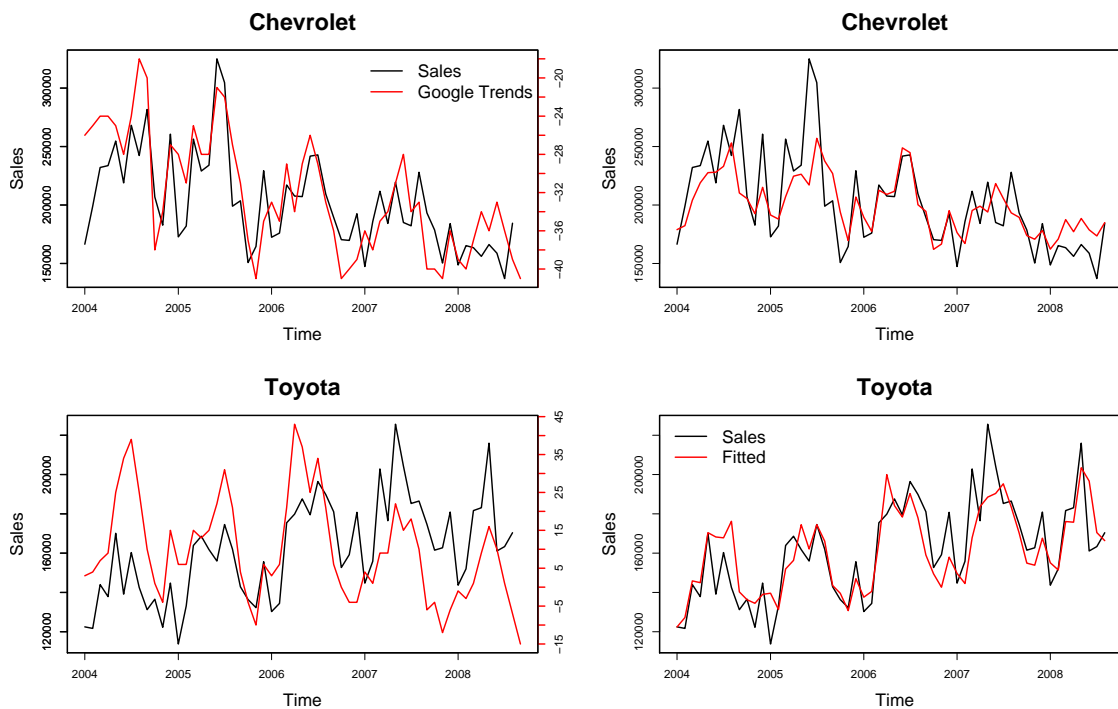 Chevrolet
Sales
300000
250000
200000
150000
Sales
Google Trends
-20
-24
-28
-32
-36
-40
2004 2005 2006 2007 2008
Time
Chevrolet
Sales
300000
250000
200000
150000
2004 2005 2006 2007 2008
Time
Toyota
Sales
200000
160000
120000
45
35
25
15
5
-5
-15
2004 2005 2006 2007 2008
Time
Toyota
Sales
200000
160000
120000
Sales
Fitted
2004 2005 2006 2007 2008
Time